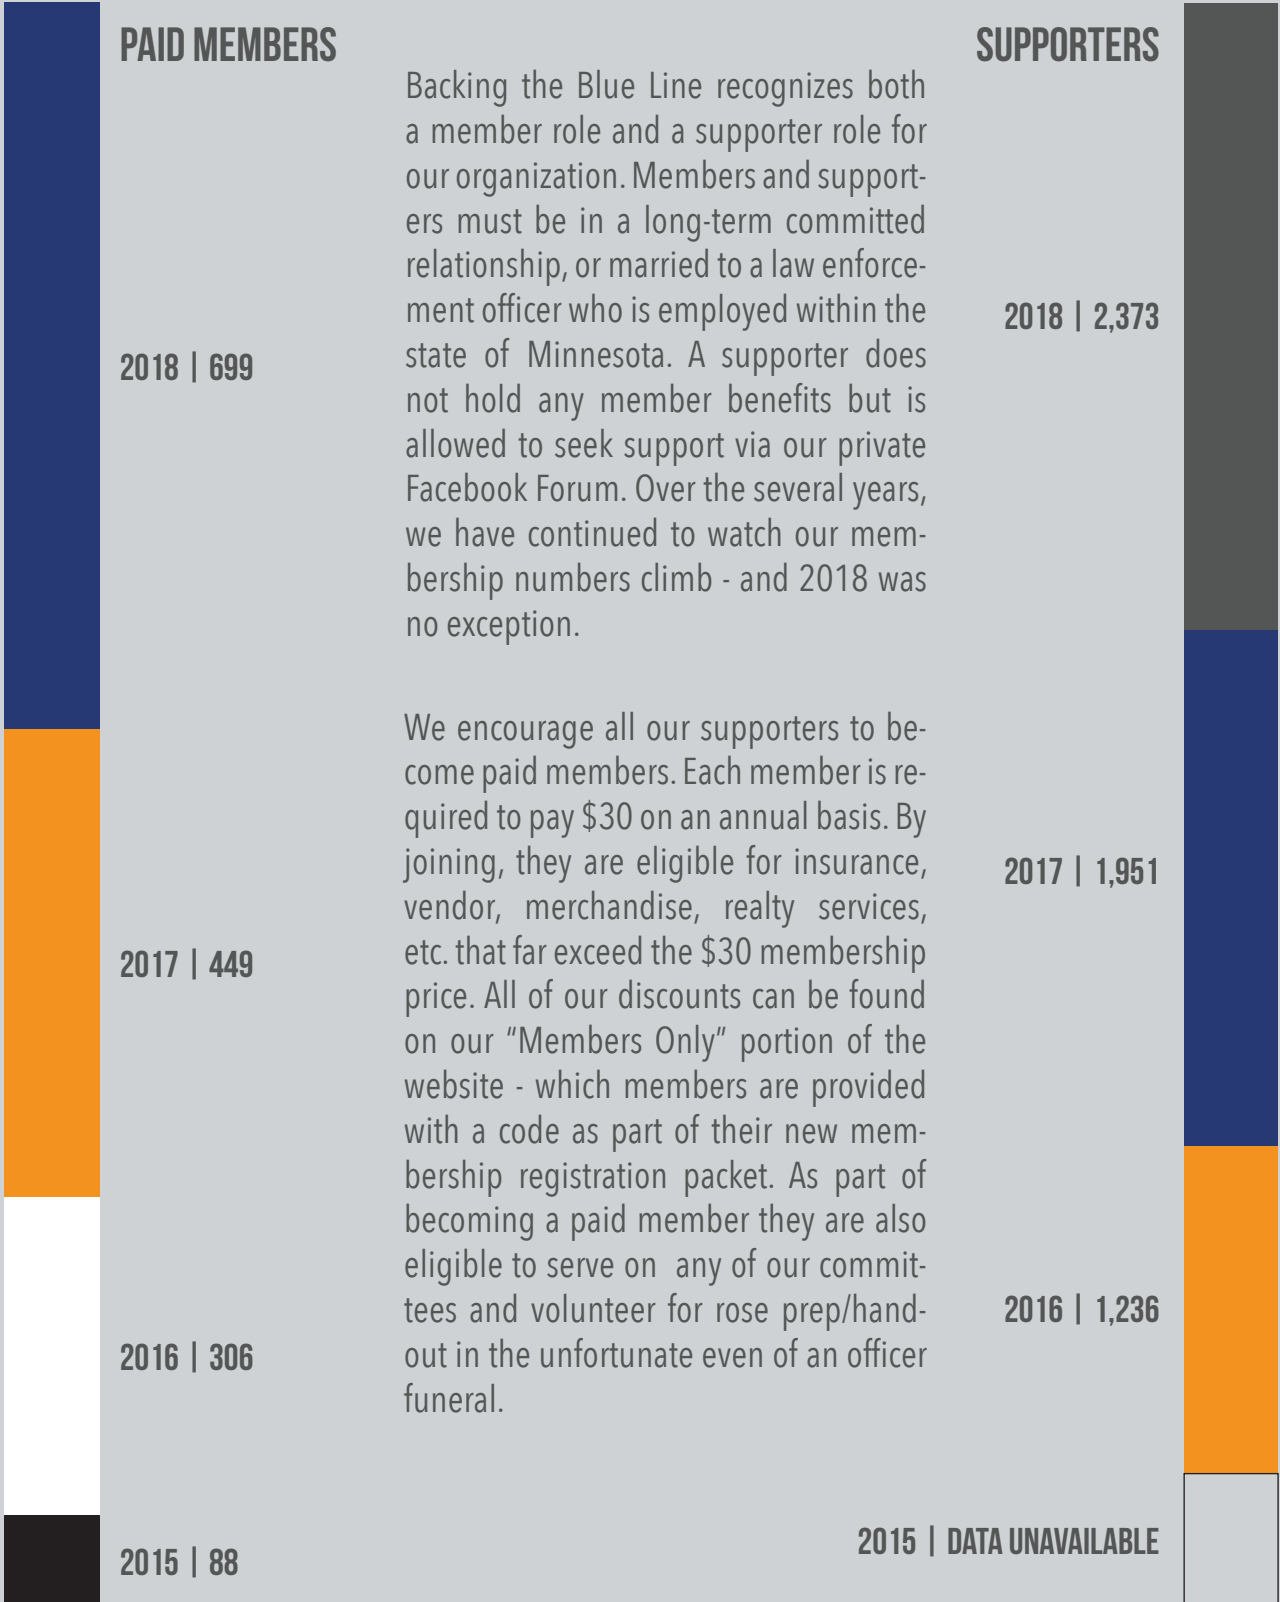 PAID MEMBERS
2018 | 699
2017 | 449
2016 | 306
2015 | 88
Backing the Blue Line recognizes both
a member role and a supporter role for
our organization. Members and support-
ers must be in a long-term committed
relationship, or married to a law enforce-
ment officer who is employed within the
state of Minnesota. A supporter does
not hold any member benefits but is
allowed to seek support via our private
Facebook Forum. Over the several years,
we have continued to watch our mem-
bership numbers climb - and 2018 was
no exception.
We encourage all our supporters to be-
come paid members. Each member is re-
quired to pay $30 on an annual basis. By
joining, they are eligible for insurance,
vendor, merchandise, realty services,
etc. that far exceed the $30 membership
price. All of our discounts can be found
on our “Members Only” portion of the
website - which members are provided
with a code as part of their new mem-
bership registration packet. As part of
becoming a paid member they are also
eligible to serve on  any of our commit-
tees and volunteer for rose prep/hand-
out in the unfortunate even of an officer
funeral.
SUPPORTERS
2018 | 2,373
2017 | 1,951
2016 | 1,236
2015 | DATA UNAVAILABLE